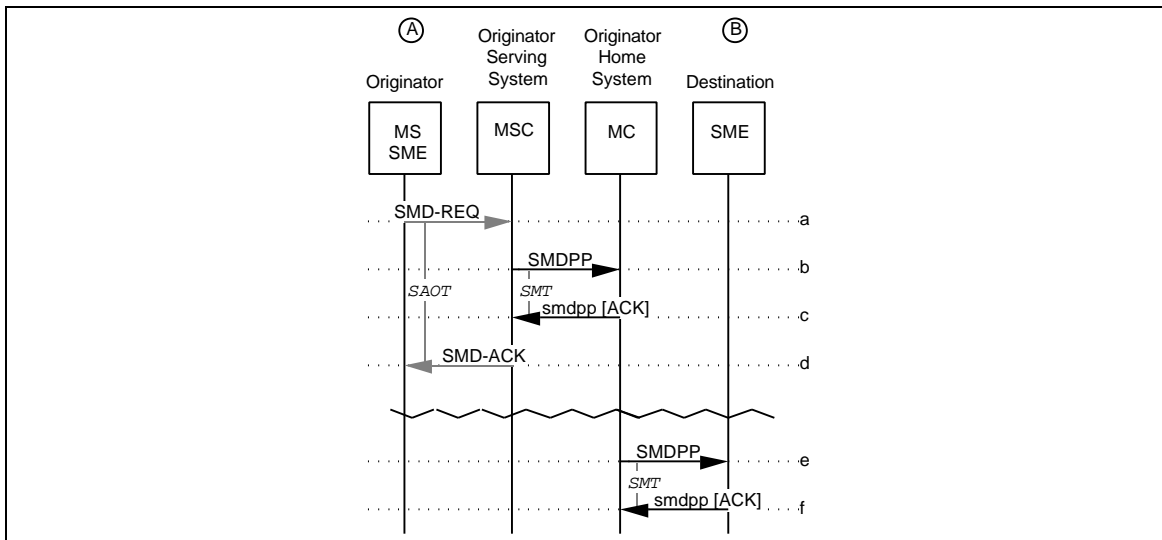 A
Originator
Serving
System
Originator
Home
System
B
Originator
Destination
MS
SME
MSC
MC
SME
SMD-REQ
a
SMDPP
b
SAOT
SMT
smdpp [ACK]
c
SMD-ACK
d
SMDPP
e
SMT
smdpp [ACK]
f